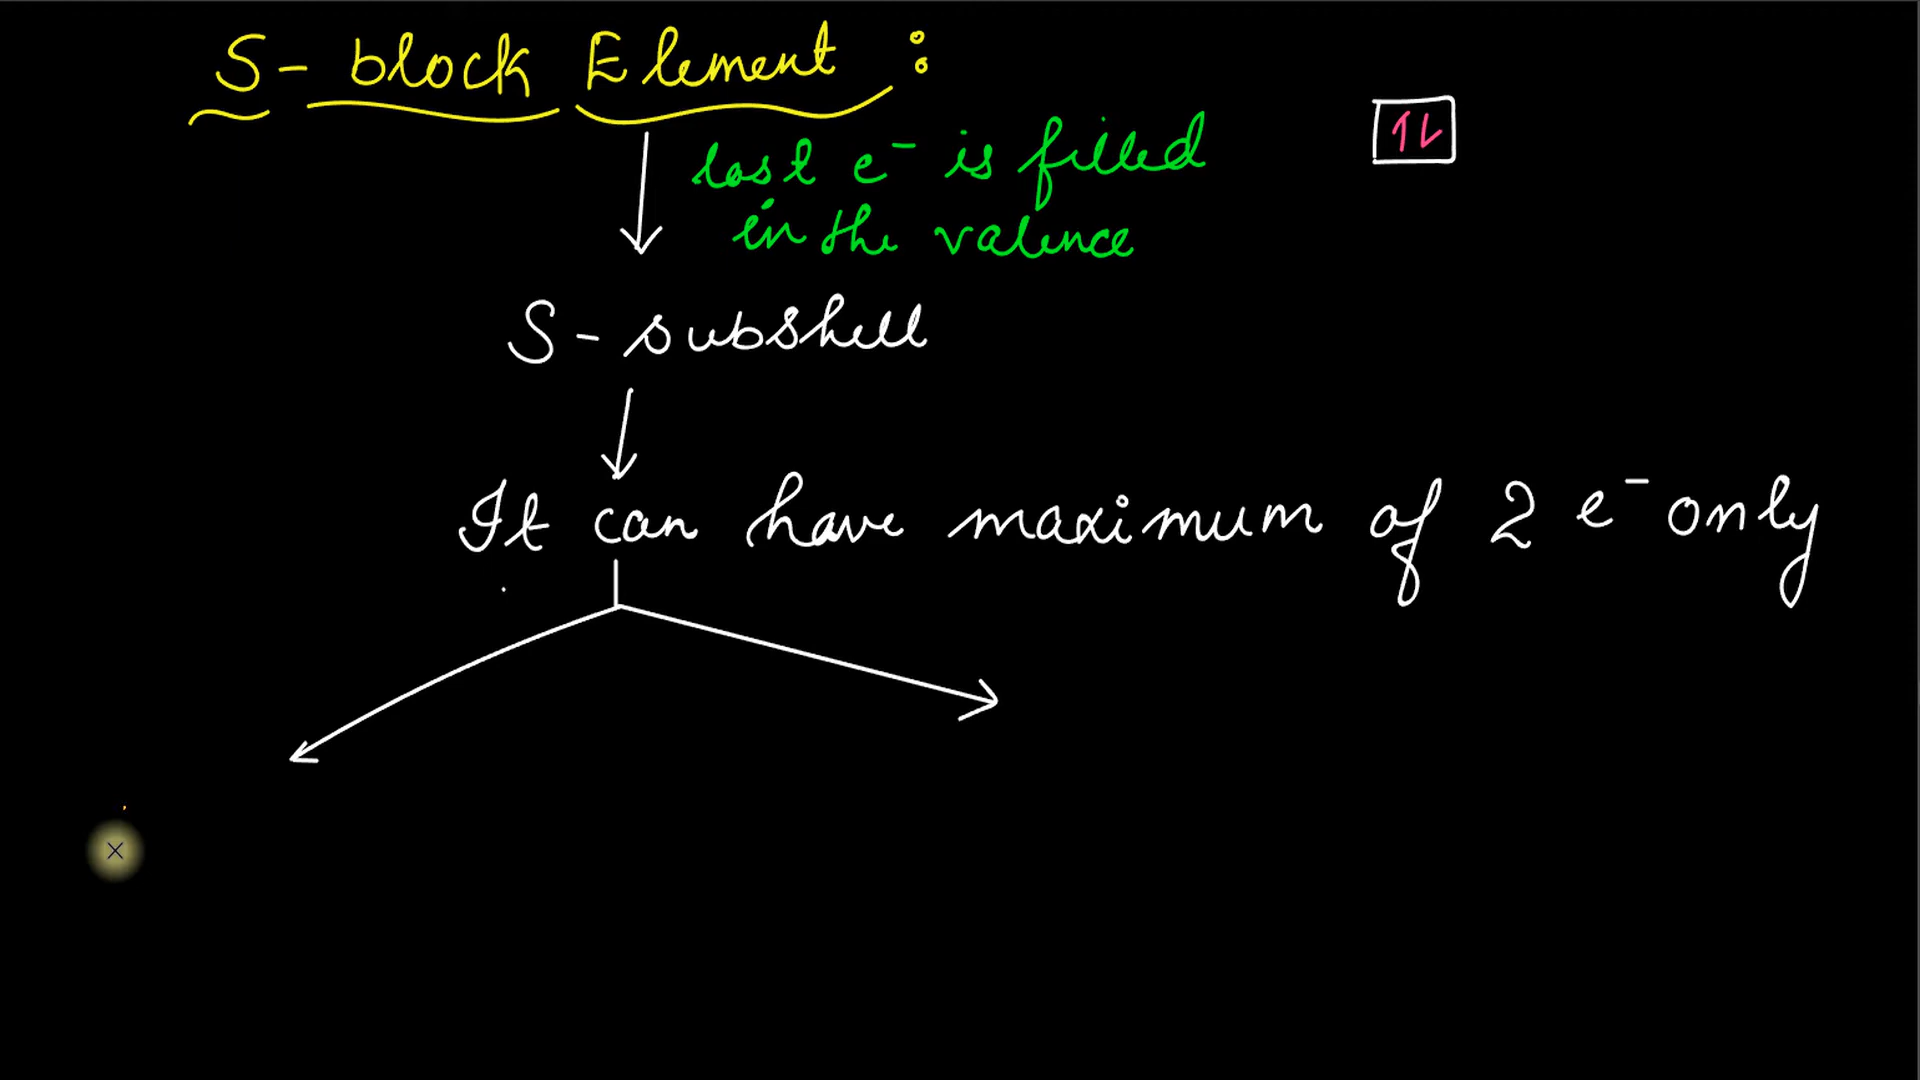 S- block Element :
last e⁻ is filled
in the valence
S- subshell
It can have maximum of 2 e⁻ only